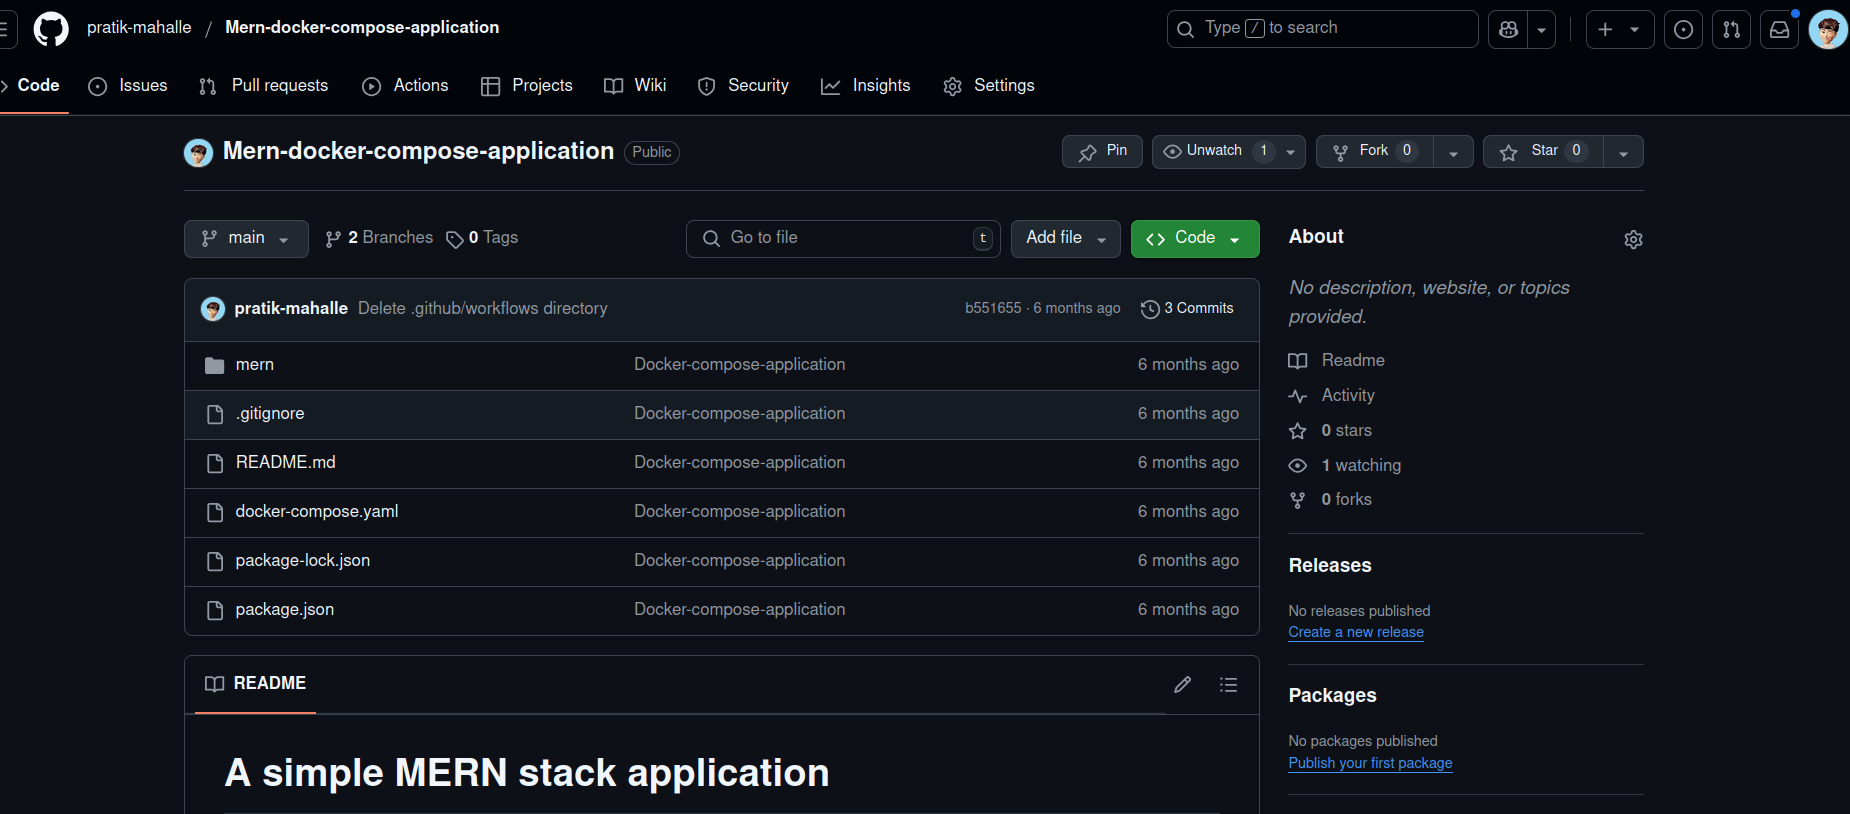 pratik-mahalle / Mern-docker-compose-application
Type / to search
Code Issues Pull requests Actions Projects Wiki Security Insights Settings
Mern-docker-compose-application Public
Pin Unwatch 1 Fork 0 Star 0
main 2 Branches 0 Tags Go to file t Add file Code
pratik-mahalle Delete .github/workflows directory b551655 · 6 months ago 3 Commits
mern Docker-compose-application 6 months ago
.gitignore Docker-compose-application 6 months ago
README.md Docker-compose-application 6 months ago
docker-compose.yaml Docker-compose-application 6 months ago
package-lock.json Docker-compose-application 6 months ago
package.json Docker-compose-application 6 months ago
README
A simple MERN stack application
About
No description, website, or topics
provided.
Readme
Activity
0 stars
1 watching
0 forks
Releases
No releases published
Create a new release
Packages
No packages published
Publish your first package